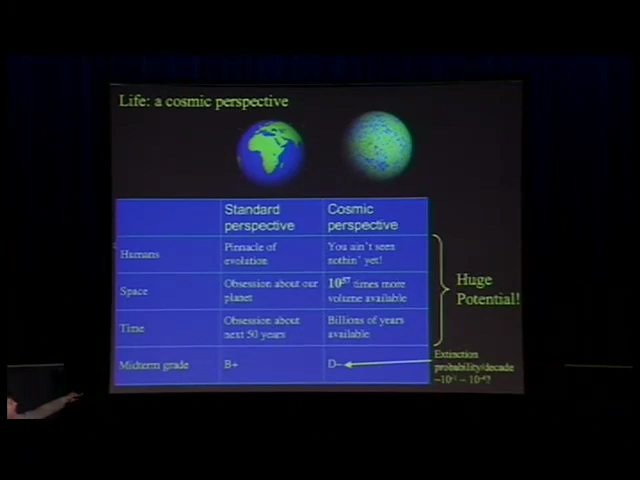 Life: a cosmic perspective
Standard perspective
Cosmic perspective
Humans
Pinnacle of evolution
You ain't seen nothin' yet!
Space
Obsession about our planet
10⁵⁷ times more volume available
Time
Obsession about next 50 years
Billions of years available
Midterm grade
B+
D-
Huge
Potential!
Extinction
probability/decade